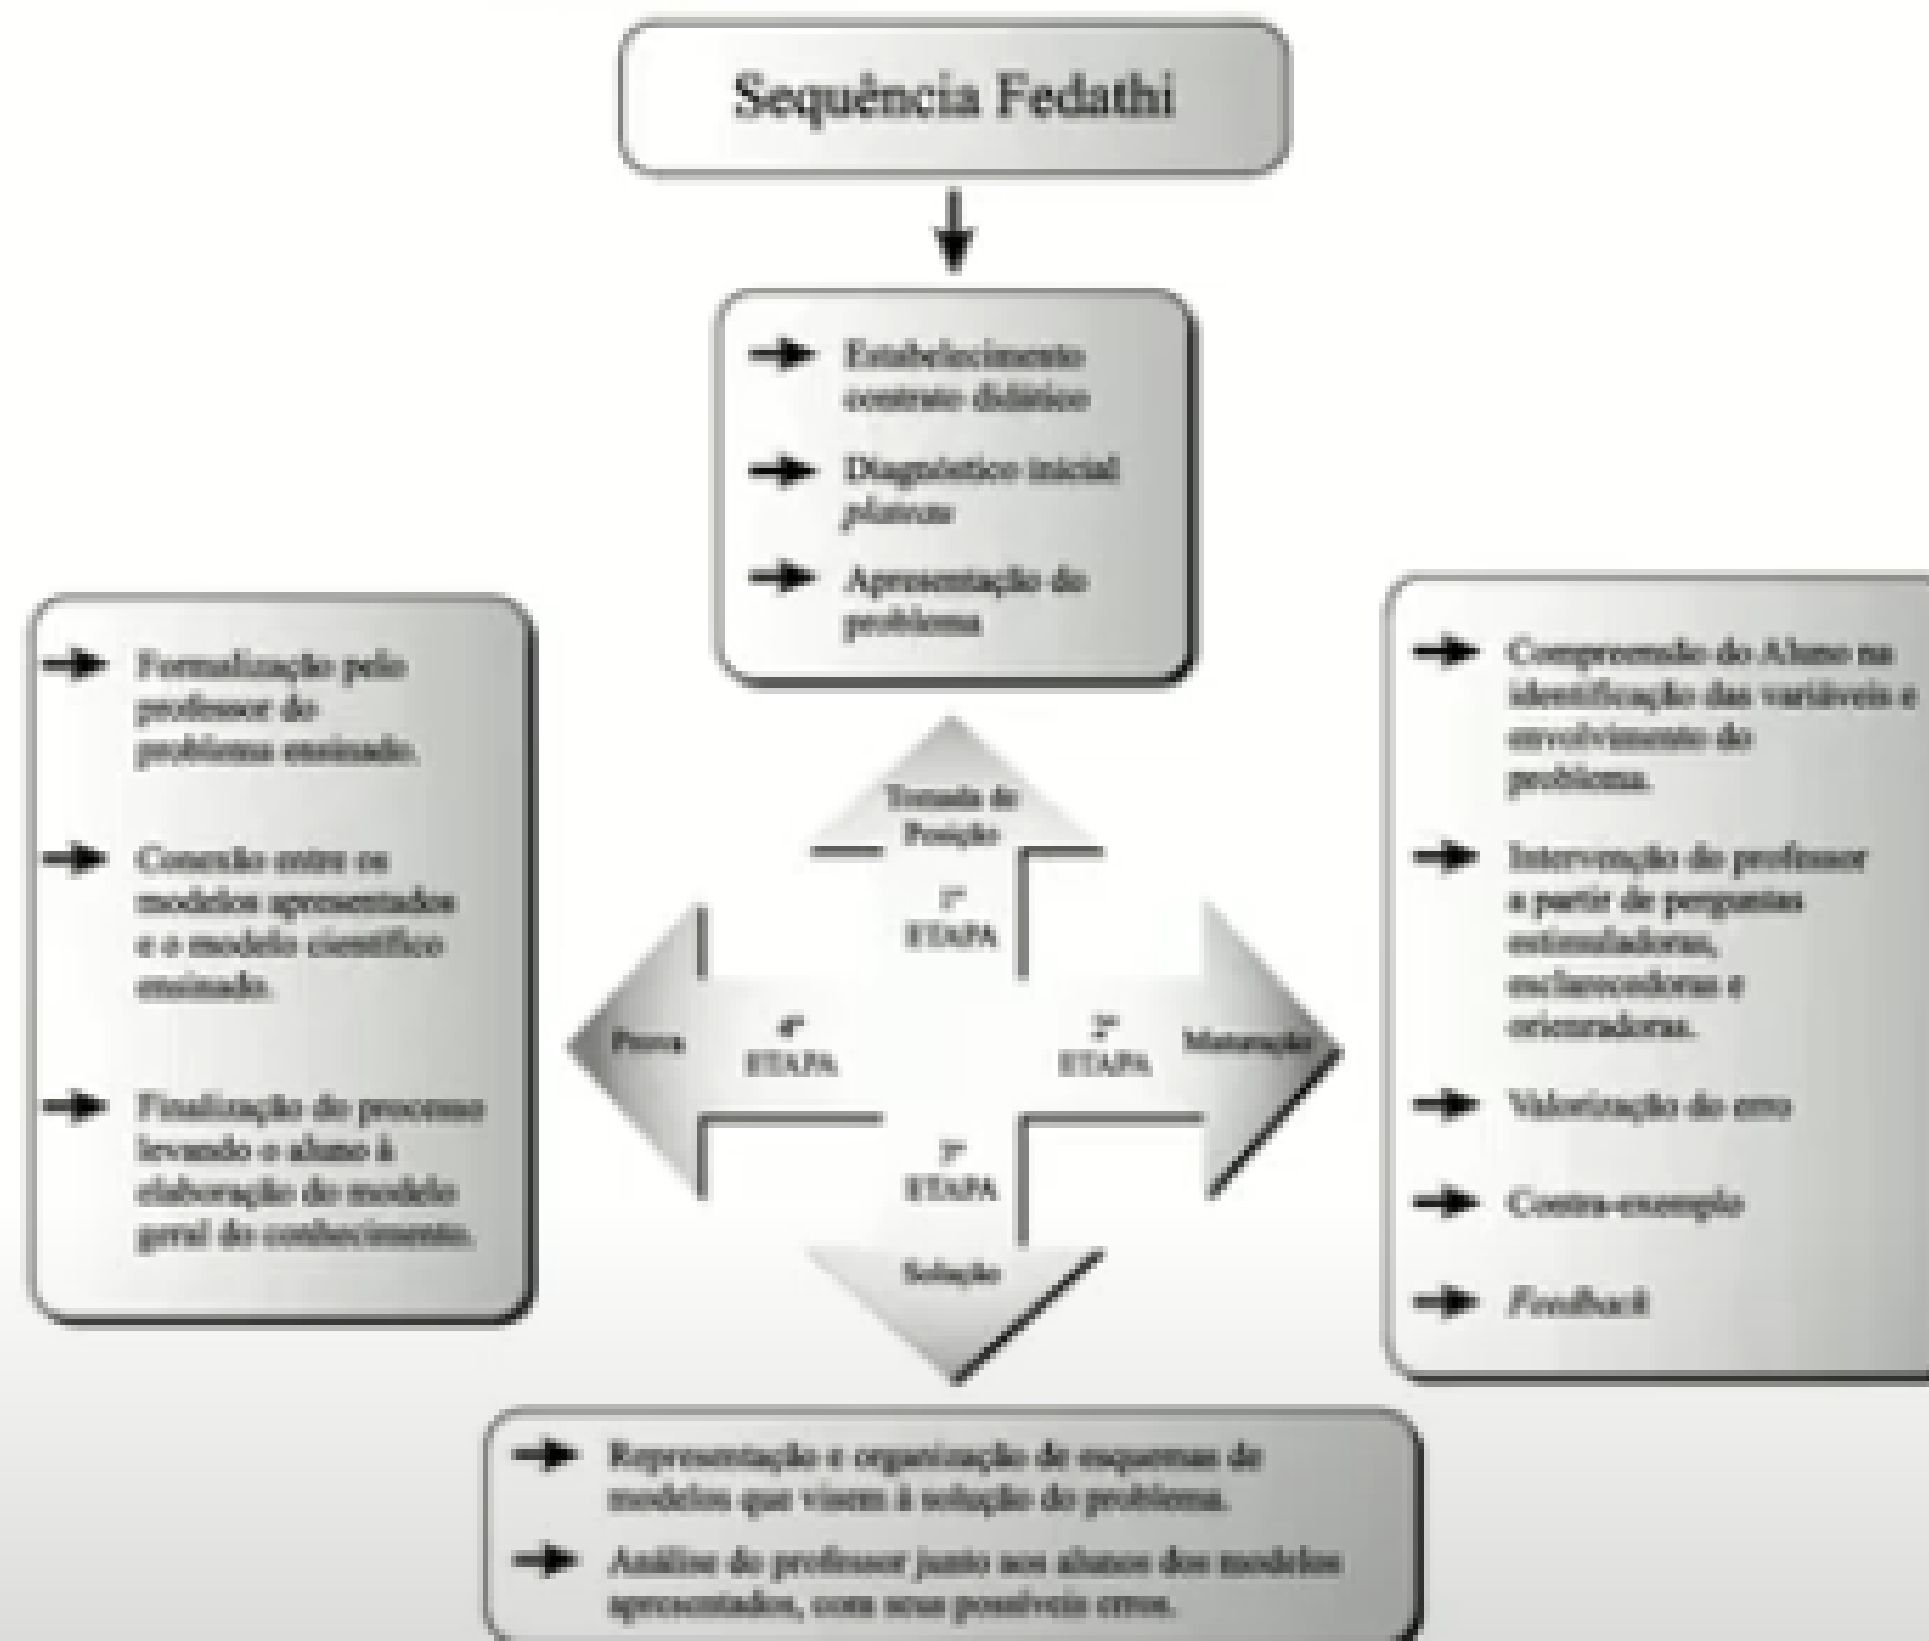 Sequência Fedathi
Estabelecimento
contrato didático
Diagnóstico inicial
plateau
Apresentação do
problema
Tomada de
Posição
1ª
ETAPA
2ª
ETAPA
Maturação
Compreensão do Aluno na
identificação das variáveis e
envolvimento do
problema.
Intervenção do professor
a partir de perguntas
estimuladoras,
esclarecedoras e
orienradoras.
Valorização do erro
Contra-exemplo
Feedback
3ª
ETAPA
Solução
Representação e organização de esquemas de
modelos que visem à solução do problema.
Análise do professor junto aos alunos dos modelos
apresentados, com seus possíveis erros.
4ª
ETAPA
Prova
Formalização pelo
professor do
problema ensinado.
Conexão entre os
modelos apresentados
e o modelo científico
ensinado.
Finalização do processo
levando o aluno à
elaboração do modelo
geral do conhecimento.